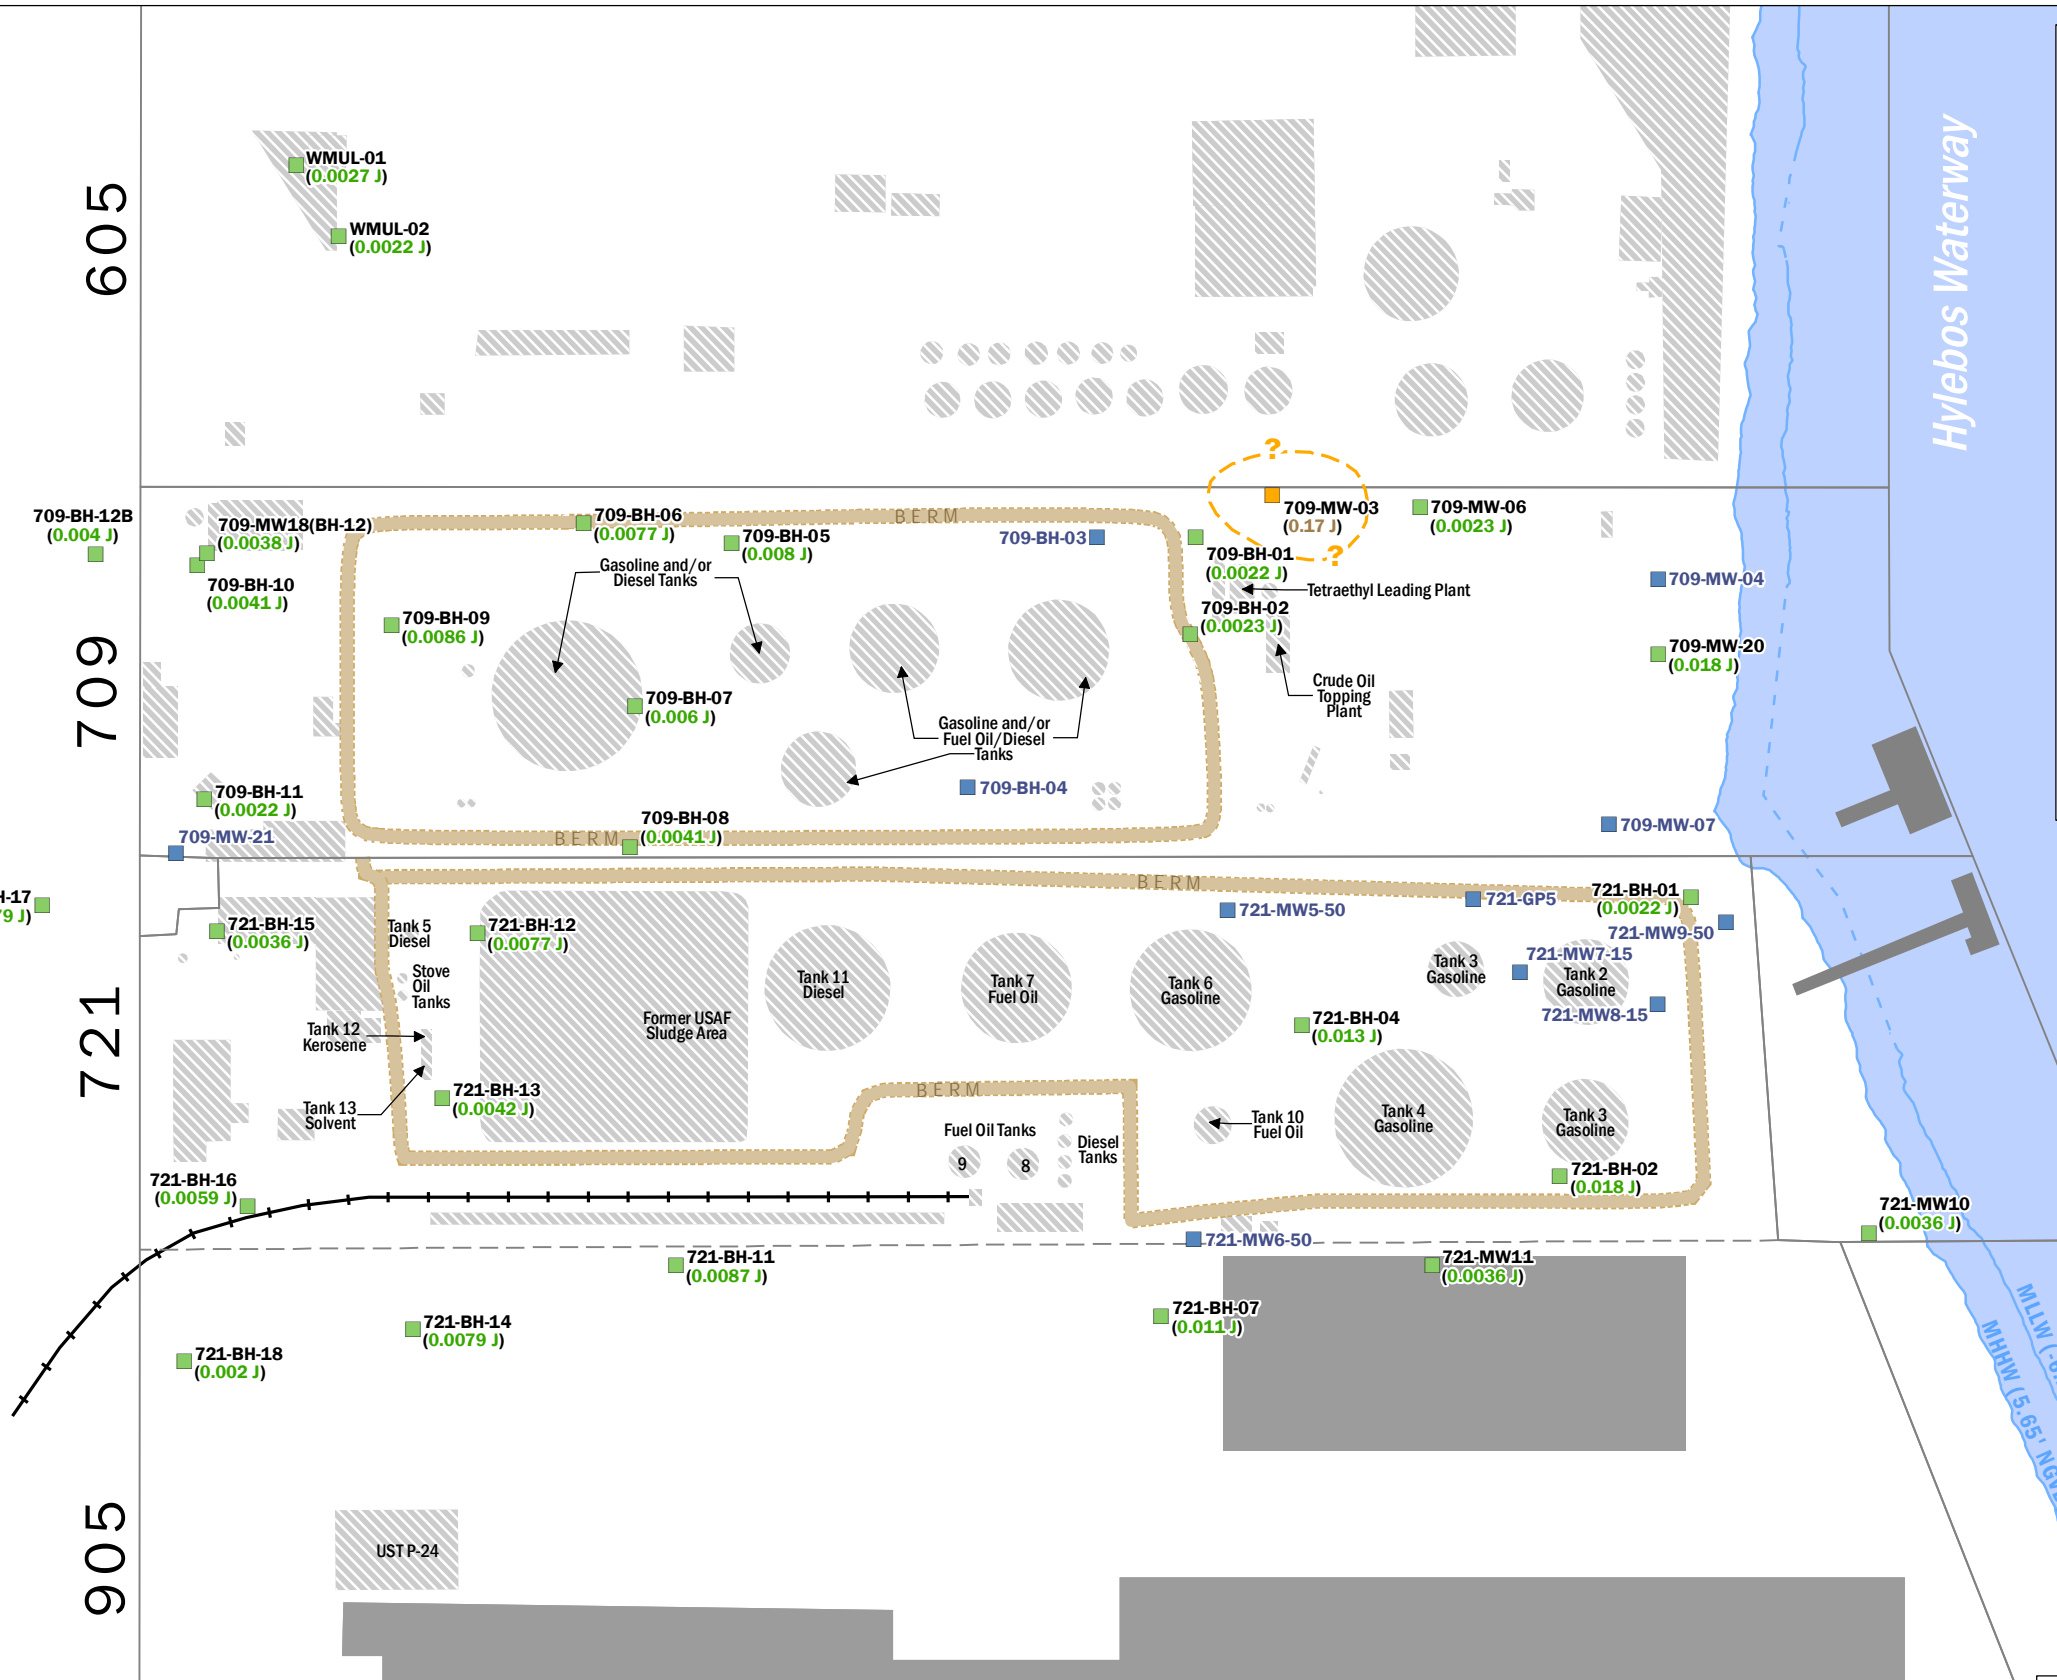 605
709
721
905
Hylebos Waterway
WMUL-01
(0.0027 J)
WMUL-02
(0.0022 J)
?
709-MW-03
(0.17 J)
?
709-MW-06
(0.0023 J)
709-BH-12B
(0.004 J)
709-MW18(BH-12)
(0.0038 J)
709-BH-10
(0.0041 J)
709-BH-06
(0.0077 J)
BERM
709-BH-05
(0.008 J)
709-BH-03
709-BH-01
(0.0022 J)
Tetraethyl Leading Plant
709-MW-04
Gasoline and/or
Diesel Tanks
709-BH-09
(0.0086 J)
709-BH-02
(0.0023 J)
709-MW-20
(0.018 J)
Crude Oil
Topping
Plant
709-BH-07
(0.006 J)
Gasoline and/or
Fuel Oil/Diesel
Tanks
709-BH-04
709-BH-11
(0.0022 J)
709-MW-21
709-BH-08
(0.0041 J)
BERM
709-MW-07
H-17
79 J)
BERM
721-MW5-50
721-GP5
721-BH-01
(0.0022 J)
721-MW9-50
721-BH-15
(0.0036 J)
Tank 5
Diesel
721-BH-12
(0.0077 J)
721-MW7-15
Stove
Oil
Tanks
Tank 11
Diesel
Tank 7
Fuel Oil
Tank 6
Gasoline
Tank 3
Gasoline
Tank 2
Gasoline
721-MW8-15
Former USAF
Sludge Area
721-BH-04
(0.013 J)
Tank 12
Kerosene
721-BH-13
(0.0042 J)
Tank 13
Solvent
BERM
Fuel Oil Tanks
9
8
Diesel
Tanks
Tank 10
Fuel Oil
Tank 4
Gasoline
Tank 3
Gasoline
721-BH-02
(0.018 J)
721-BH-16
(0.0059 J)
721-MW10
(0.0036 J)
721-MW6-50
721-BH-11
(0.0087 J)
721-MW11
(0.0036 J)
721-BH-07
(0.011 J)
721-BH-14
(0.0079 J)
721-BH-18
(0.002 J)
MLLW (-6
MHHW (5.65' NGV
UST P-24